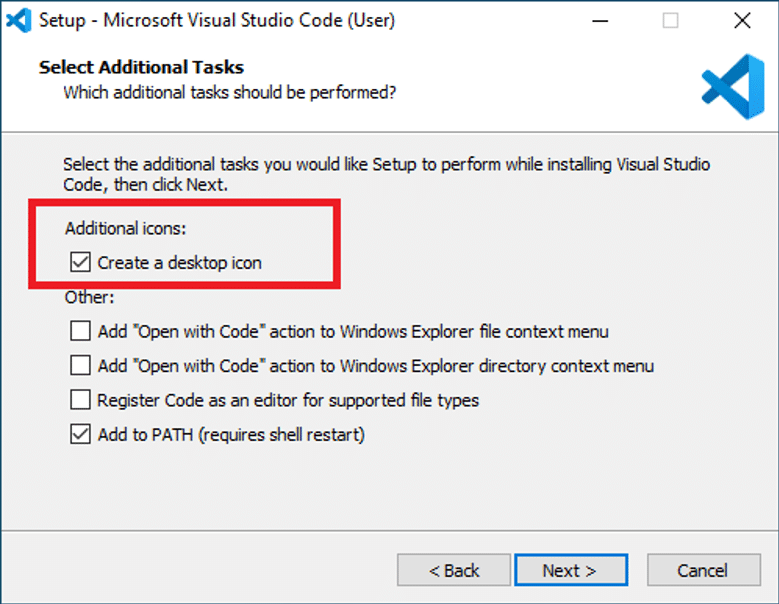 Setup - Microsoft Visual Studio Code (User)
Select Additional Tasks
Which additional tasks should be performed?
Select the additional tasks you would like Setup to perform while installing Visual Studio
Code, then click Next.
Additional icons:
Create a desktop icon
Other:
Add "Open with Code" action to Windows Explorer file context menu
Add "Open with Code" action to Windows Explorer directory context menu
Register Code as an editor for supported file types
Add to PATH (requires shell restart)
< Back Next > Cancel